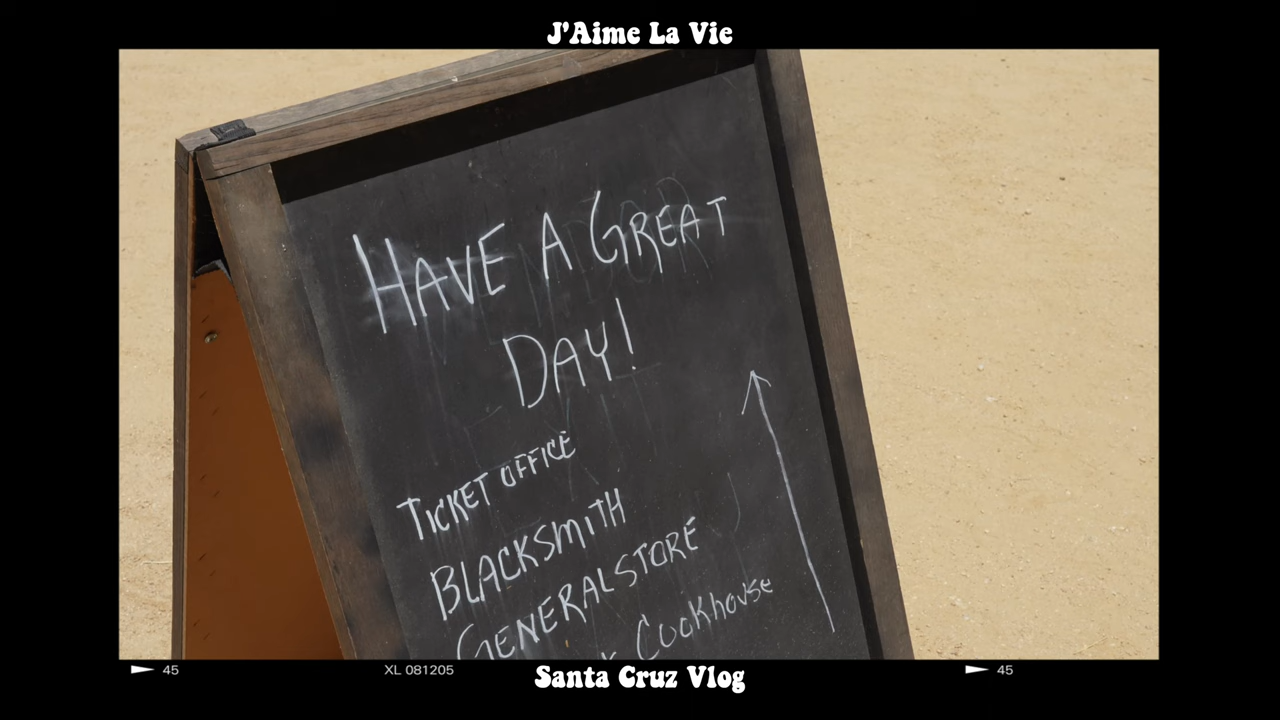 J'Aime La Vie
HAVE A GREAT
DAY!
TICKET OFFICE
BLACKSMITH
GENERAL STORE
Cookhouse
45
XL 081205
Santa Cruz Vlog
45